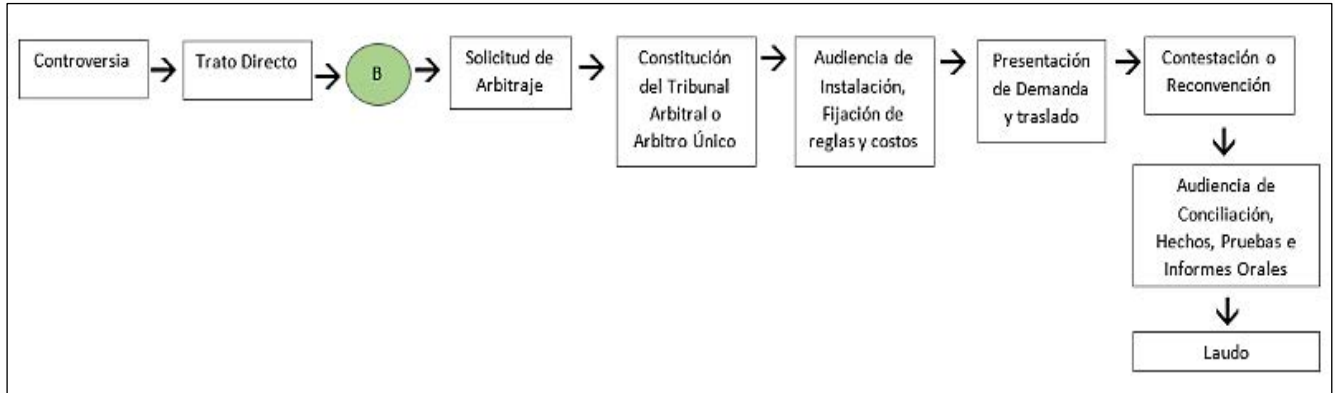 Controversia
Trato Directo
B
Solicitud de
Arbitraje
Constitución
del Tribunal
Arbitral o
Arbitro Único
Audiencia de
Instalación,
Fijación de
reglas y costos
Presentación
de Demanda
y traslado
Contestación o
Reconvención
Audiencia de
Conciliación,
Hechos, Pruebas e
Informes Orales
Laudo